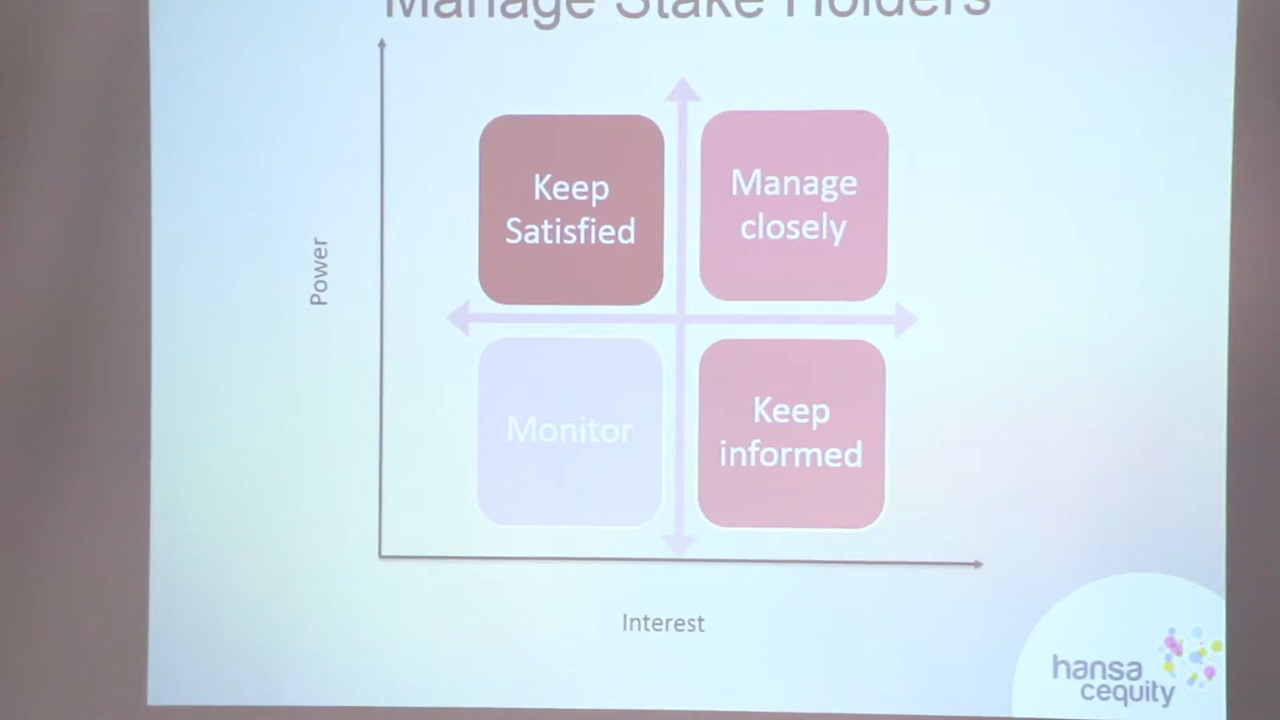 Manage Stake Holders
Keep
Satisfied
Manage
closely
Power
Monitor
Keep
informed
Interest
hansa
cequity